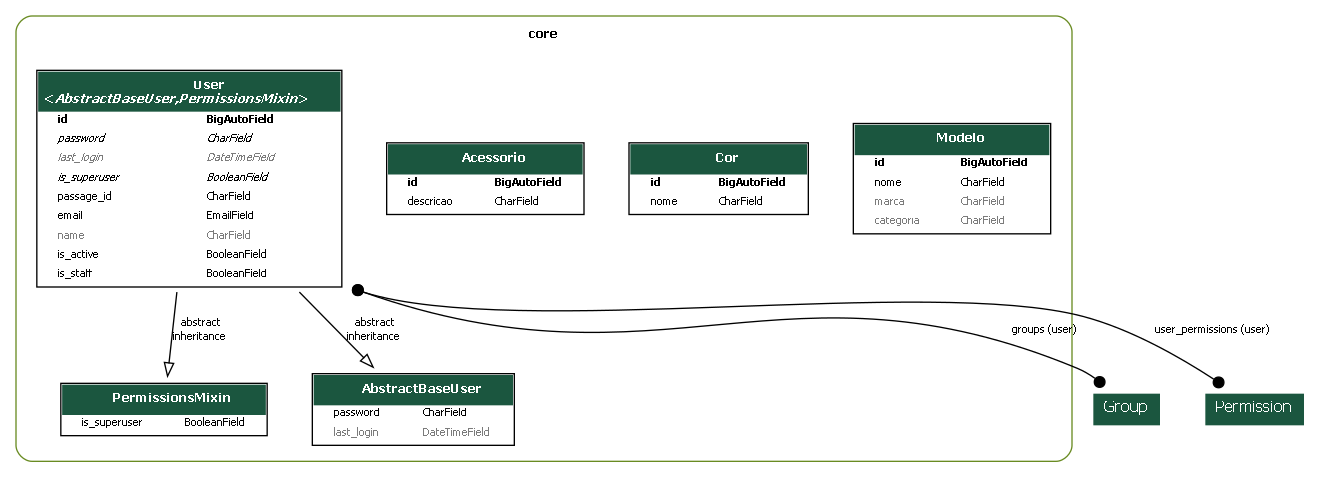 core
User
<AbstractBaseUser,PermissionsMixin>
id BigAutoField
password CharField
last_login DateTimeField
is_superuser BooleanField
passage_id CharField
email EmailField
name CharField
is_active BooleanField
is_staff BooleanField
Acessorio
id BigAutoField
descricao CharField
Cor
id BigAutoField
nome CharField
Modelo
id BigAutoField
nome CharField
marca CharField
categoria CharField
abstract
inheritance
abstract
inheritance
groups (user)
user_permissions (user)
PermissionsMixin
is_superuser BooleanField
AbstractBaseUser
password CharField
last_login DateTimeField
Group
Permission